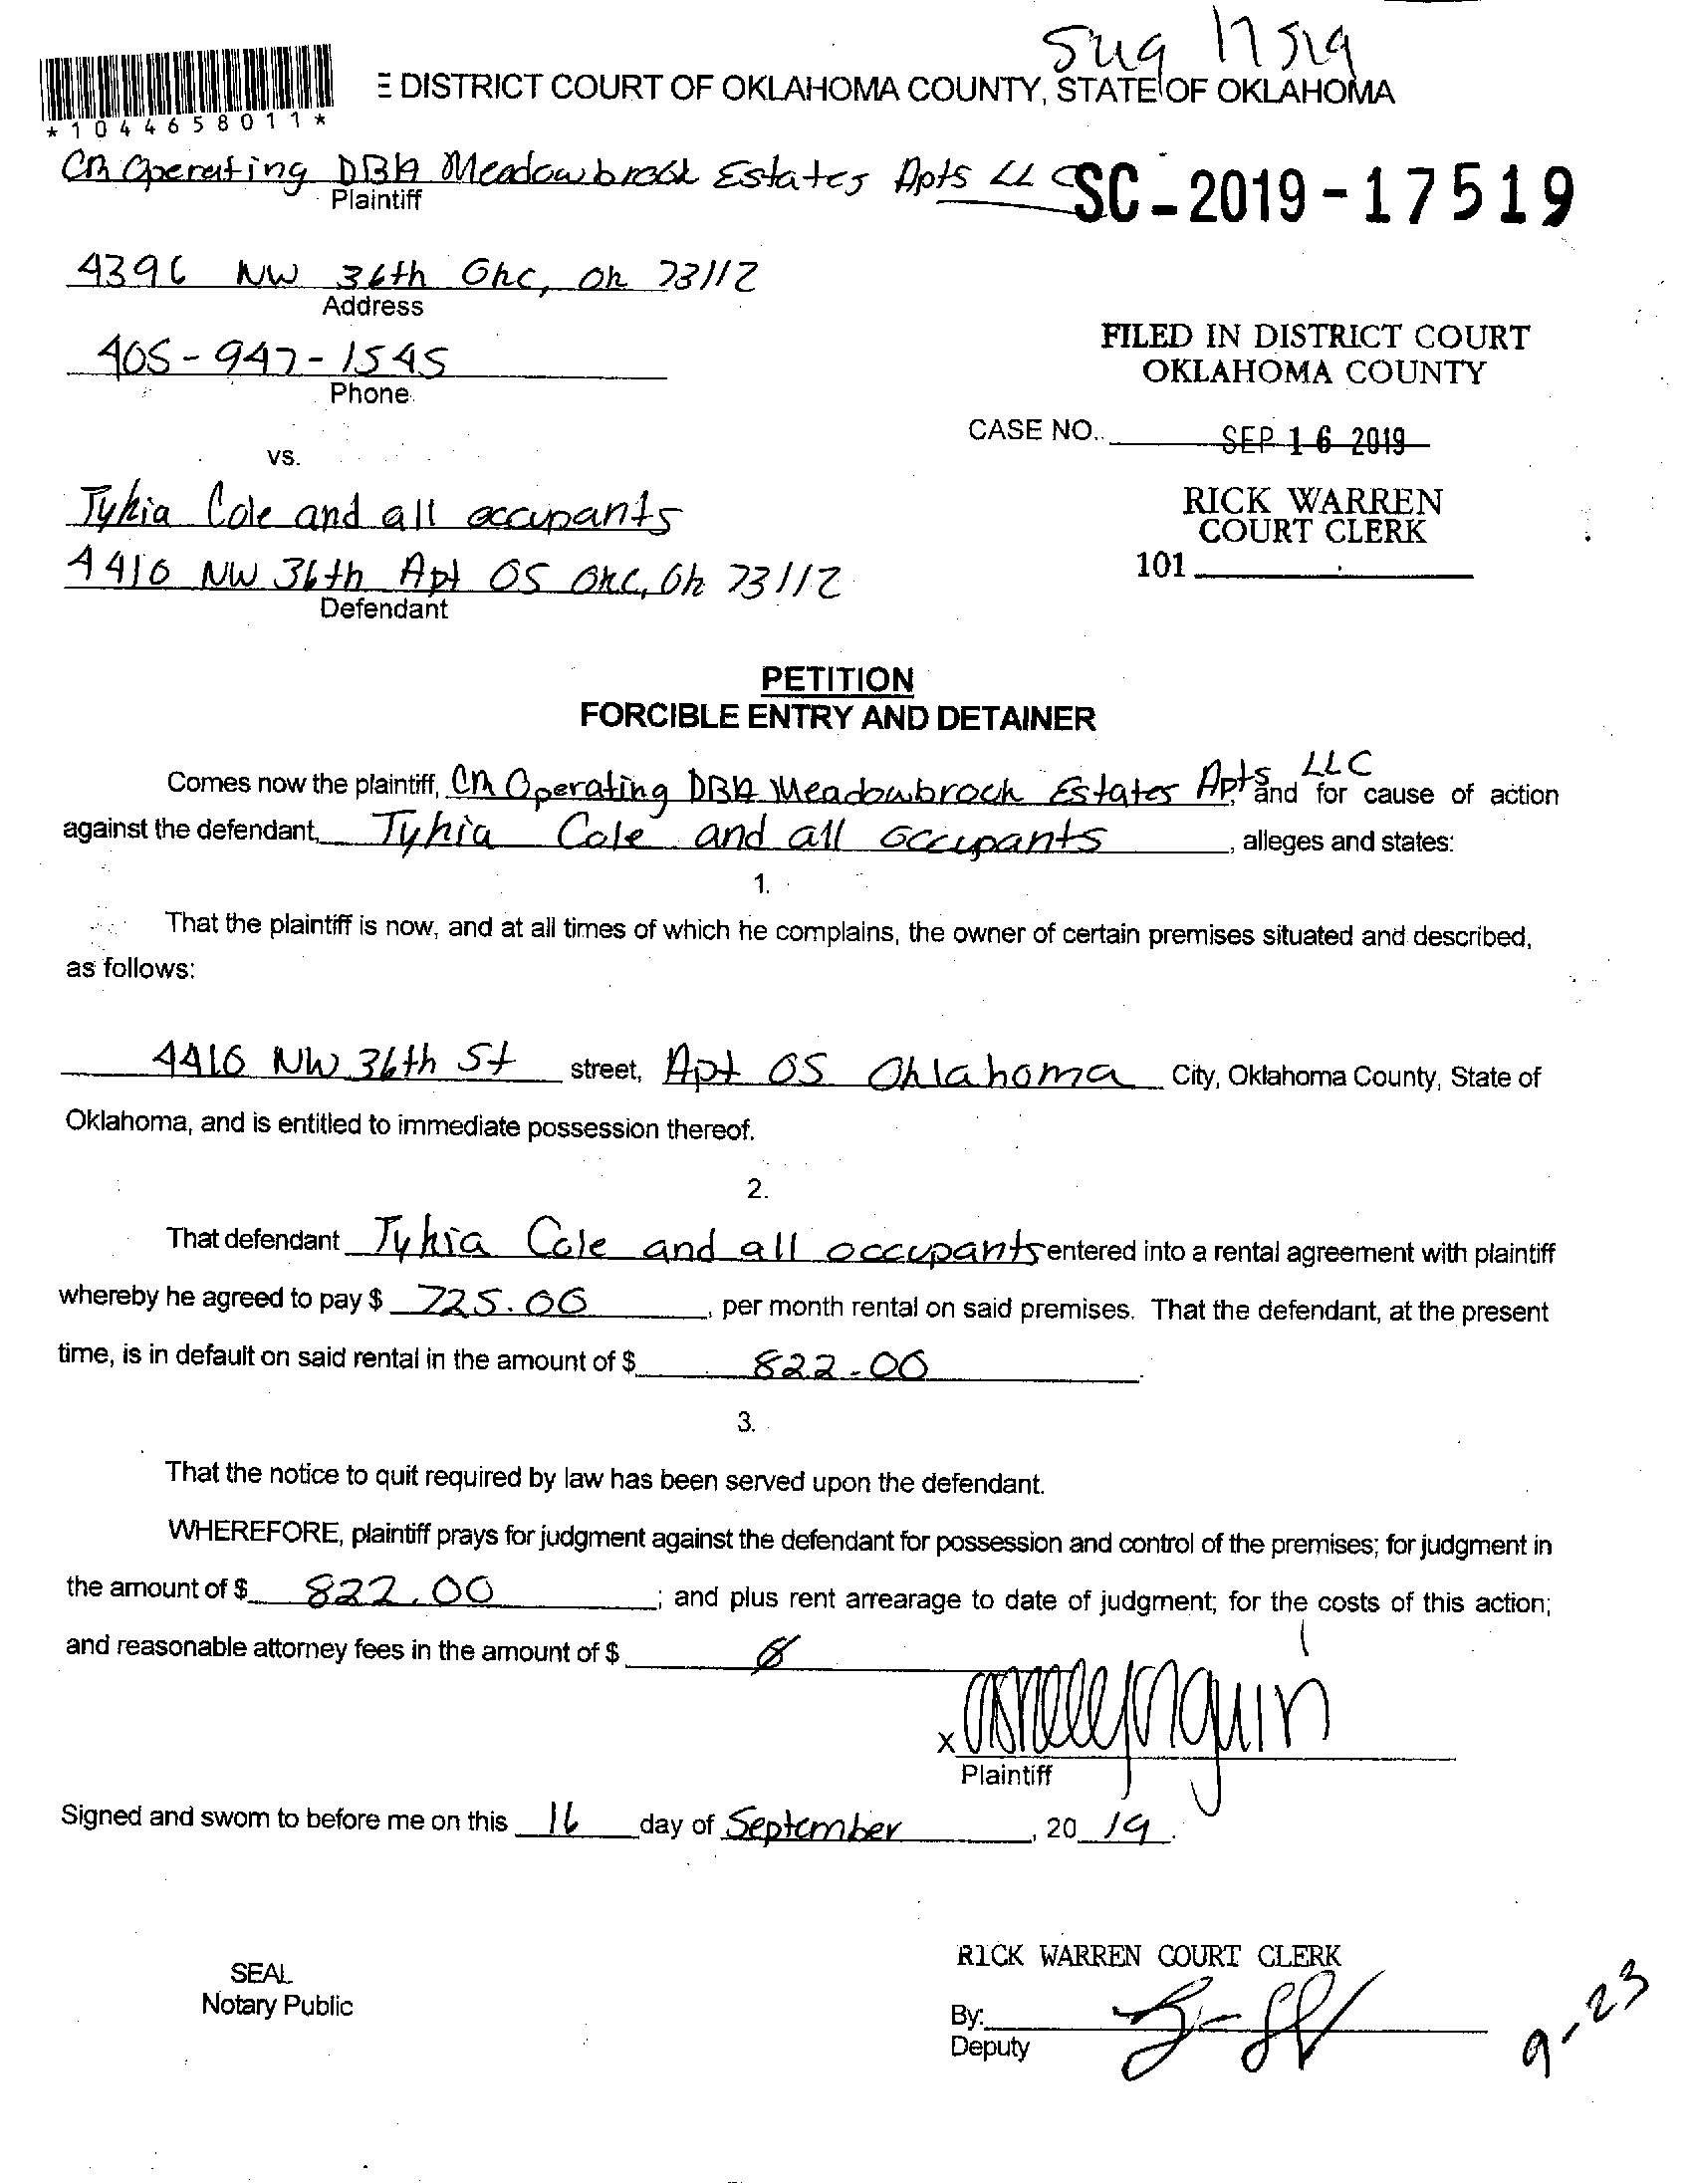 Sug 17519
E DISTRICT COURT OF OKLAHOMA COUNTY, STATE OF OKLAHOMA
*1044658011*
CM Operating DBA Meadowbrook Estates Apts LLC
SC-2019-17519
Plaintiff
4396 NW 36th Okc, Ok 73112
Address
FILED IN DISTRICT COURT
OKLAHOMA COUNTY
405-947-1545
Phone
CASE NO.
SEP 16 2019
vs.
Tykia Cole and all occupants
RICK WARREN
COURT CLERK
4410 NW 36th Apt 05 Okc, Ok 73112
101
Defendant
PETITION
FORCIBLE ENTRY AND DETAINER
Comes now the plaintiff, CM Operating DBA Meadowbrook Estates Apts LLC, and for cause of action
against the defendant, Tykia Cole and all occupants, alleges and states:
1.
That the plaintiff is now, and at all times of which he complains, the owner of certain premises situated and described,
as follows:
4410 NW 36th St street, Apt 05 Oklahoma City, Oklahoma County, State of
Oklahoma, and is entitled to immediate possession thereof.
2.
That defendant Tykia Cole and all occupants entered into a rental agreement with plaintiff
whereby he agreed to pay $ 725.00, per month rental on said premises. That the defendant, at the present
time, is in default on said rental in the amount of $ 822.00.
3.
That the notice to quit required by law has been served upon the defendant.
WHEREFORE, plaintiff prays for judgment against the defendant for possession and control of the premises; for judgment in
the amount of $ 822.00; and plus rent arrearage to date of judgment; for the costs of this action;
and reasonable attorney fees in the amount of $ 0
X
Plaintiff
Signed and sworn to before me on this 16 day of September, 20 19.
RICK WARREN COURT CLERK
SEAL
Notary Public
By:
Deputy
9-23